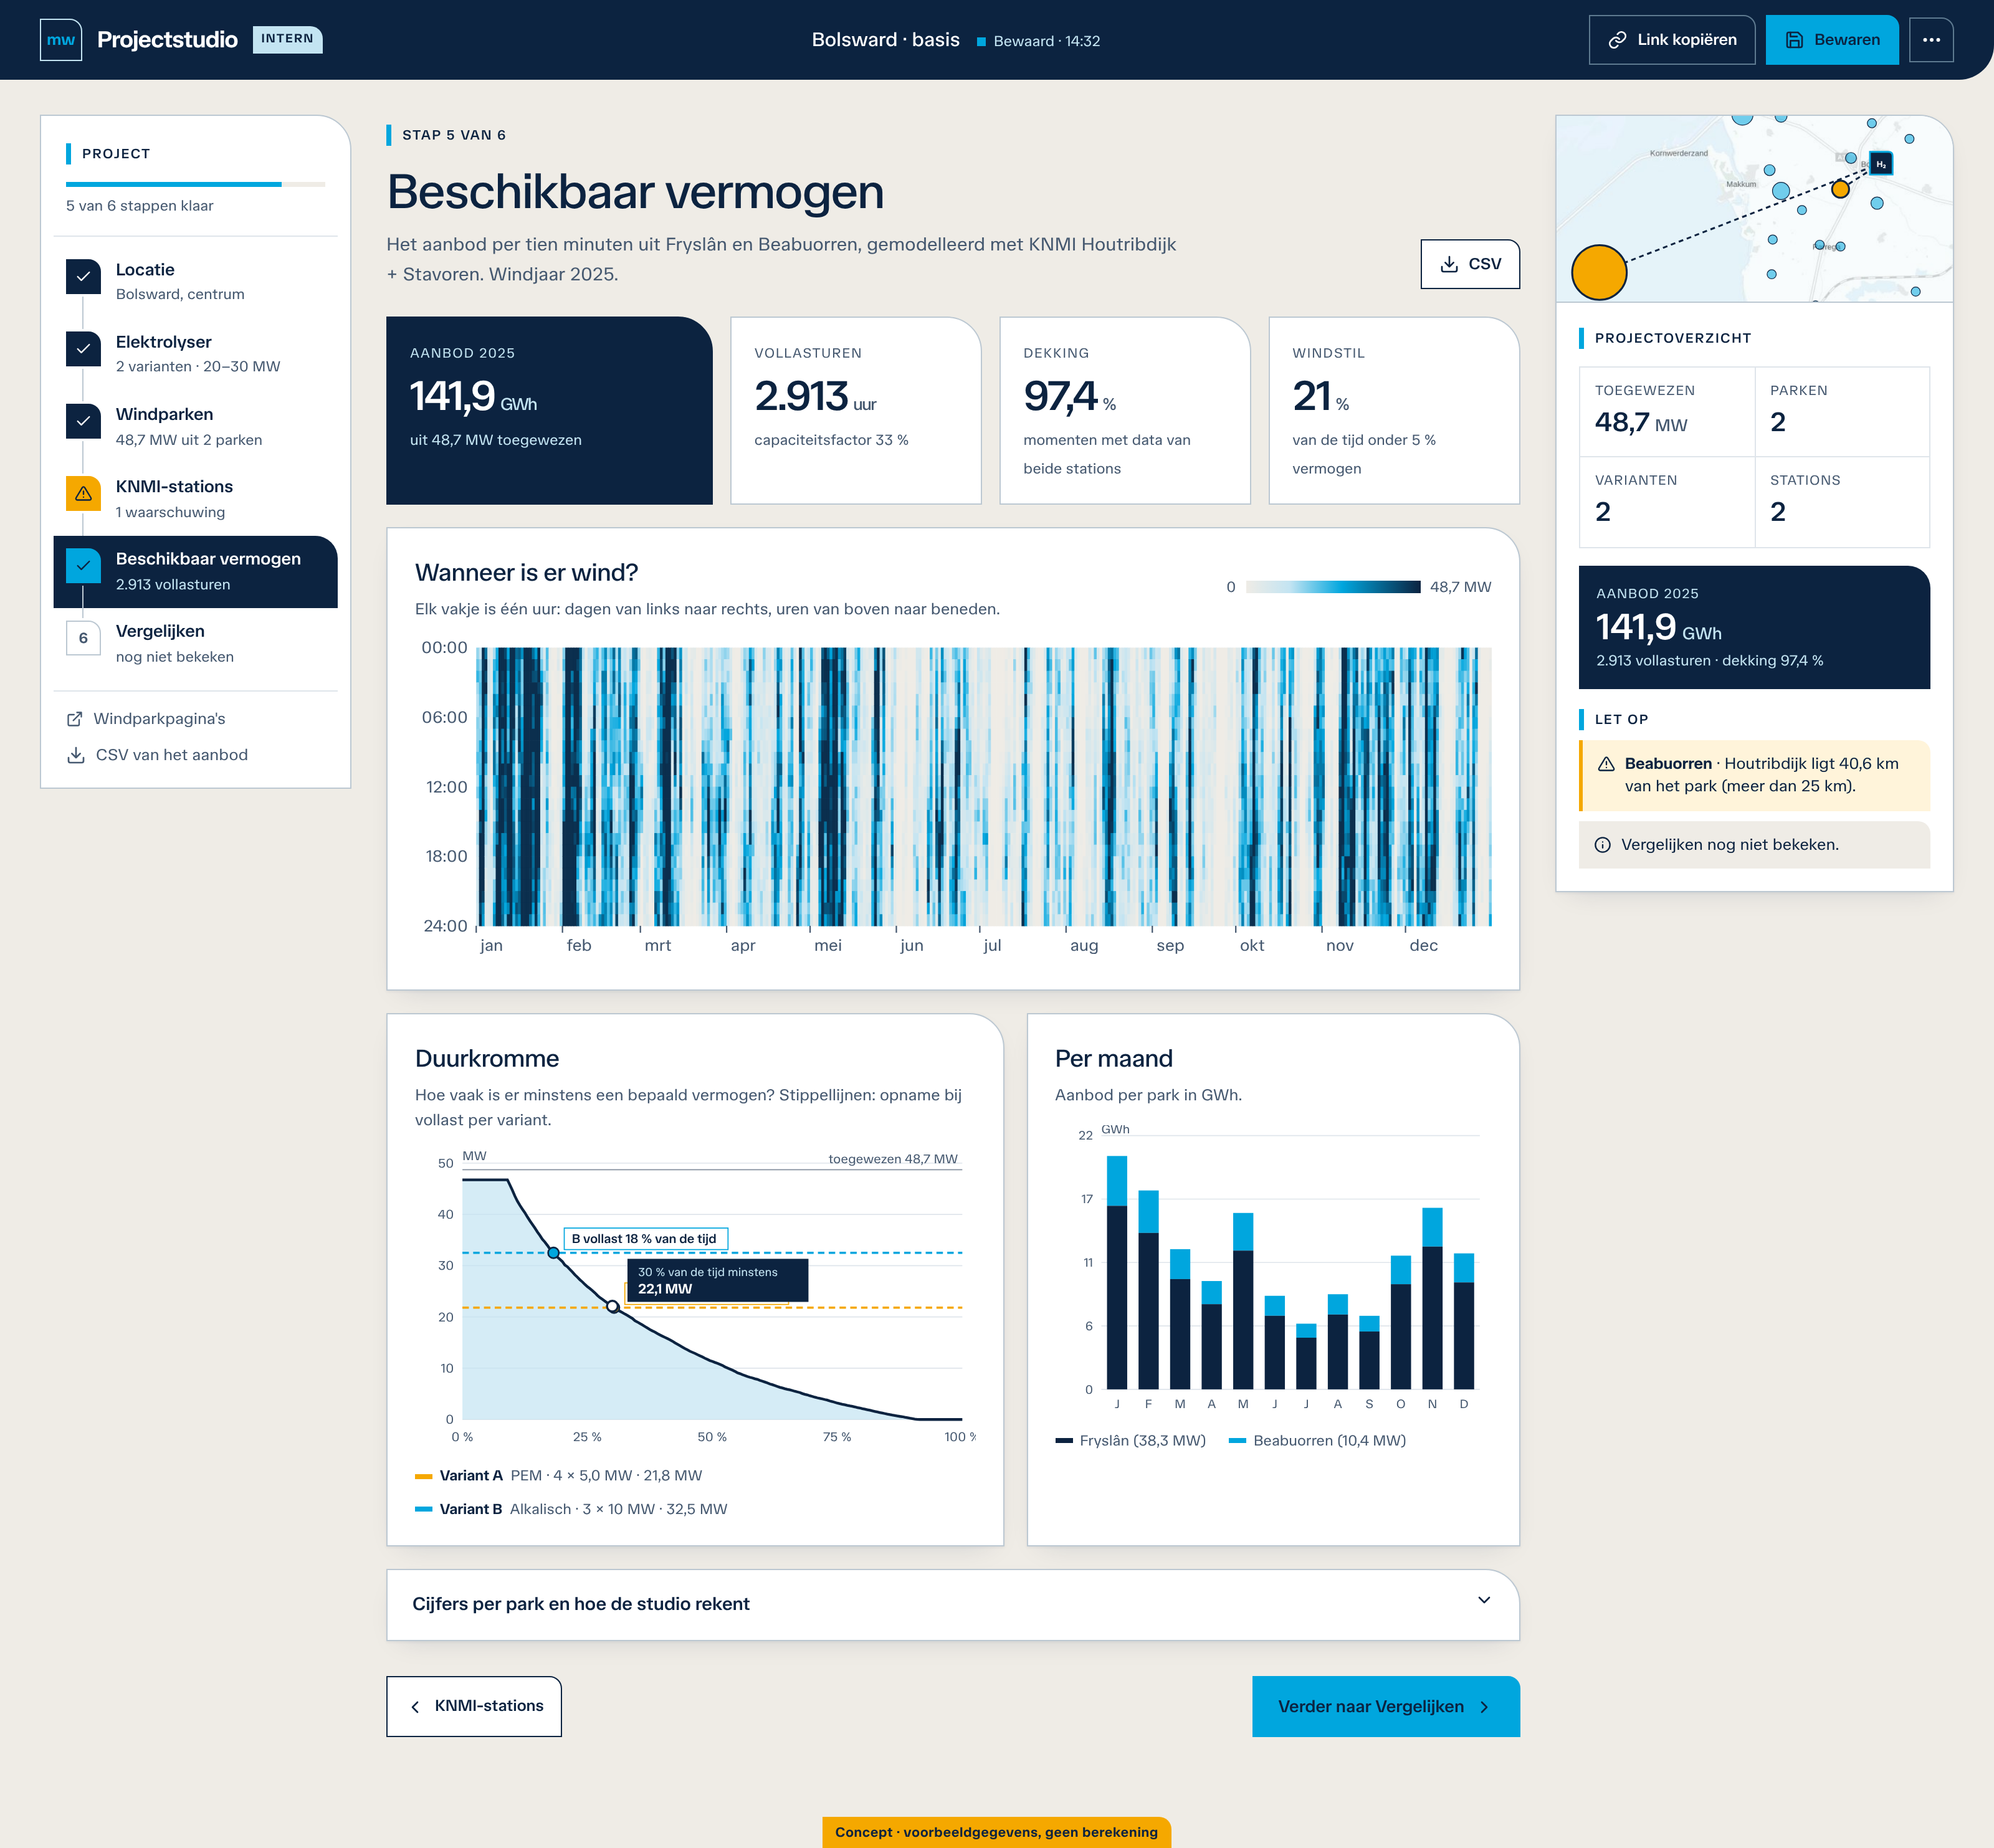 mw Projectstudio INTERN
Bolsward · basis Bewaard · 14:32
Link kopiëren Bewaren
PROJECT
5 van 6 stappen klaar
Locatie
Bolsward, centrum
Elektrolyser
2 varianten · 20–30 MW
Windparken
48,7 MW uit 2 parken
KNMI-stations
1 waarschuwing
Beschikbaar vermogen
2.913 vollasturen
6 Vergelijken
nog niet bekeken
Windparkpagina's
CSV van het aanbod
STAP 5 VAN 6
Beschikbaar vermogen
Het aanbod per tien minuten uit Fryslân en Beabuorren, gemodelleerd met KNMI Houtribdijk
+ Stavoren. Windjaar 2025.
CSV
AANBOD 2025
141,9 GWh
uit 48,7 MW toegewezen
VOLLASTUREN
2.913 uur
capaciteitsfactor 33 %
DEKKING
97,4 %
momenten met data van
beide stations
WINDSTIL
21 %
van de tijd onder 5 %
vermogen
Wanneer is er wind?
Elk vakje is één uur: dagen van links naar rechts, uren van boven naar beneden.
0 48,7 MW
00:00
06:00
12:00
18:00
24:00
jan feb mrt apr mei jun jul aug sep okt nov dec
Duurkromme
Hoe vaak is er minstens een bepaald vermogen? Stippellijnen: opname bij
vollast per variant.
MW
toegewezen 48,7 MW
50
40
B vollast 18 % van de tijd
30
30 % van de tijd minstens
22,1 MW
20
10
0
0 % 25 % 50 % 75 % 100 %
Variant A PEM · 4 × 5,0 MW · 21,8 MW
Variant B Alkalisch · 3 × 10 MW · 32,5 MW
Per maand
Aanbod per park in GWh.
GWh
22
17
11
6
0
J F M A M J J A S O N D
Fryslân (38,3 MW) Beabuorren (10,4 MW)
Cijfers per park en hoe de studio rekent
KNMI-stations
Verder naar Vergelijken
Kornwerderzand
Makkum
H₂
PROJECTOVERZICHT
TOEGEWEZEN
48,7 MW
PARKEN
2
VARIANTEN
2
STATIONS
2
AANBOD 2025
141,9 GWh
2.913 vollasturen · dekking 97,4 %
LET OP
Beabuorren · Houtribdijk ligt 40,6 km
van het park (meer dan 25 km).
Vergelijken nog niet bekeken.
Concept · voorbeeldgegevens, geen berekening